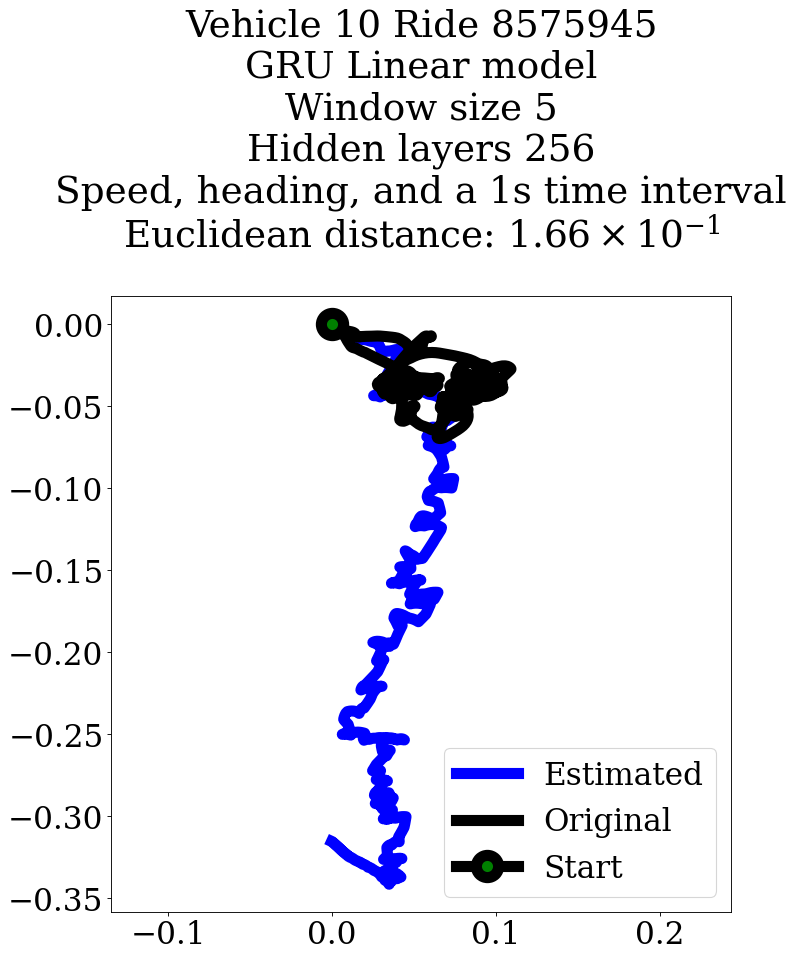 Vehicle 10 Ride 8575945
GRU Linear model
Window size 5
Hidden layers 256
Speed, heading, and a 1s time interval
Euclidean distance: 1.66 × 10⁻¹
0.00
−0.05
−0.10
−0.15
−0.20
−0.25
−0.30
−0.35
−0.1
0.0
0.1
0.2
Estimated
Original
Start